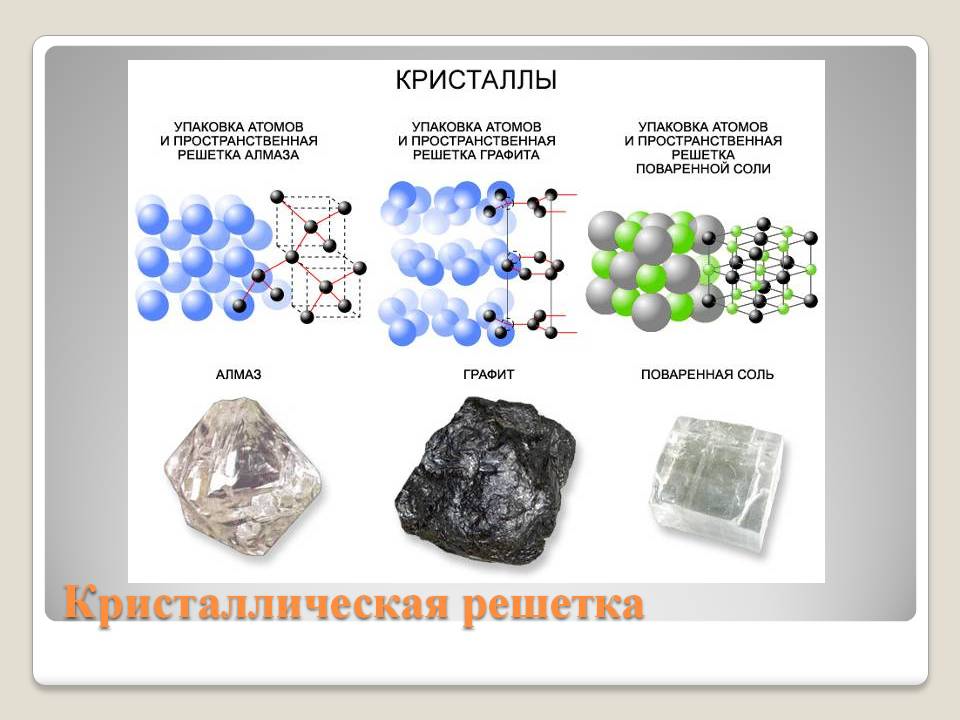 КРИСТАЛЛЫ
УПАКОВКА АТОМОВ
И ПРОСТРАНСТВЕННАЯ
РЕШЕТКА АЛМАЗА
УПАКОВКА АТОМОВ
И ПРОСТРАНСТВЕННАЯ
РЕШЕТКА ГРАФИТА
УПАКОВКА АТОМОВ
И ПРОСТРАНСТВЕННАЯ
РЕШЕТКА
ПОВАРЕННОЙ СОЛИ
АЛМАЗ
ГРАФИТ
ПОВАРЕННАЯ СОЛЬ
Кристаллическая решетка